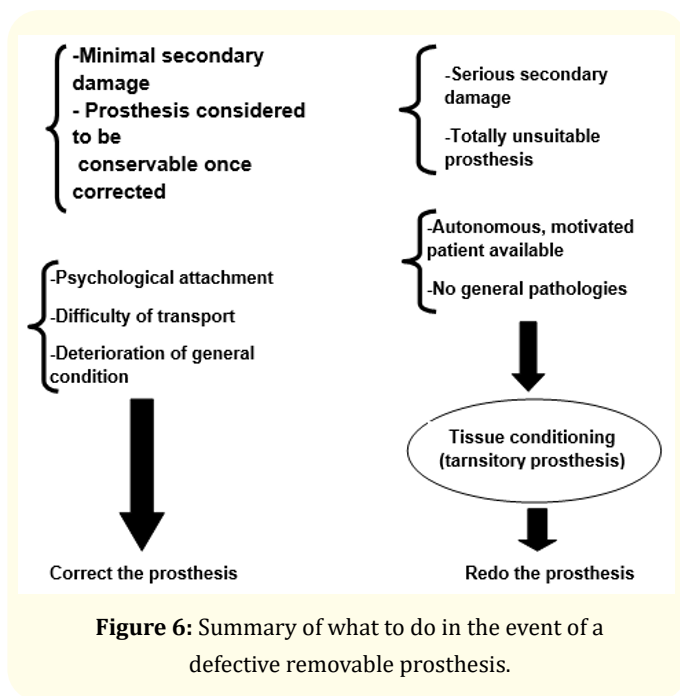 -Minimal secondary
damage
- Prosthesis considered
to be
conservable once
corrected
-Psychological attachment
-Difficulty of transport
-Deterioration of general
condition
Correct the prosthesis
-Serious secondary
damage
-Totally unsuitable
prosthesis
-Autonomous, motivated
patient available
-No general pathologies
Tissue conditioning
(tarnsitory prosthesis)
Redo the prosthesis
Figure 6: Summary of what to do in the event of a
defective removable prosthesis.